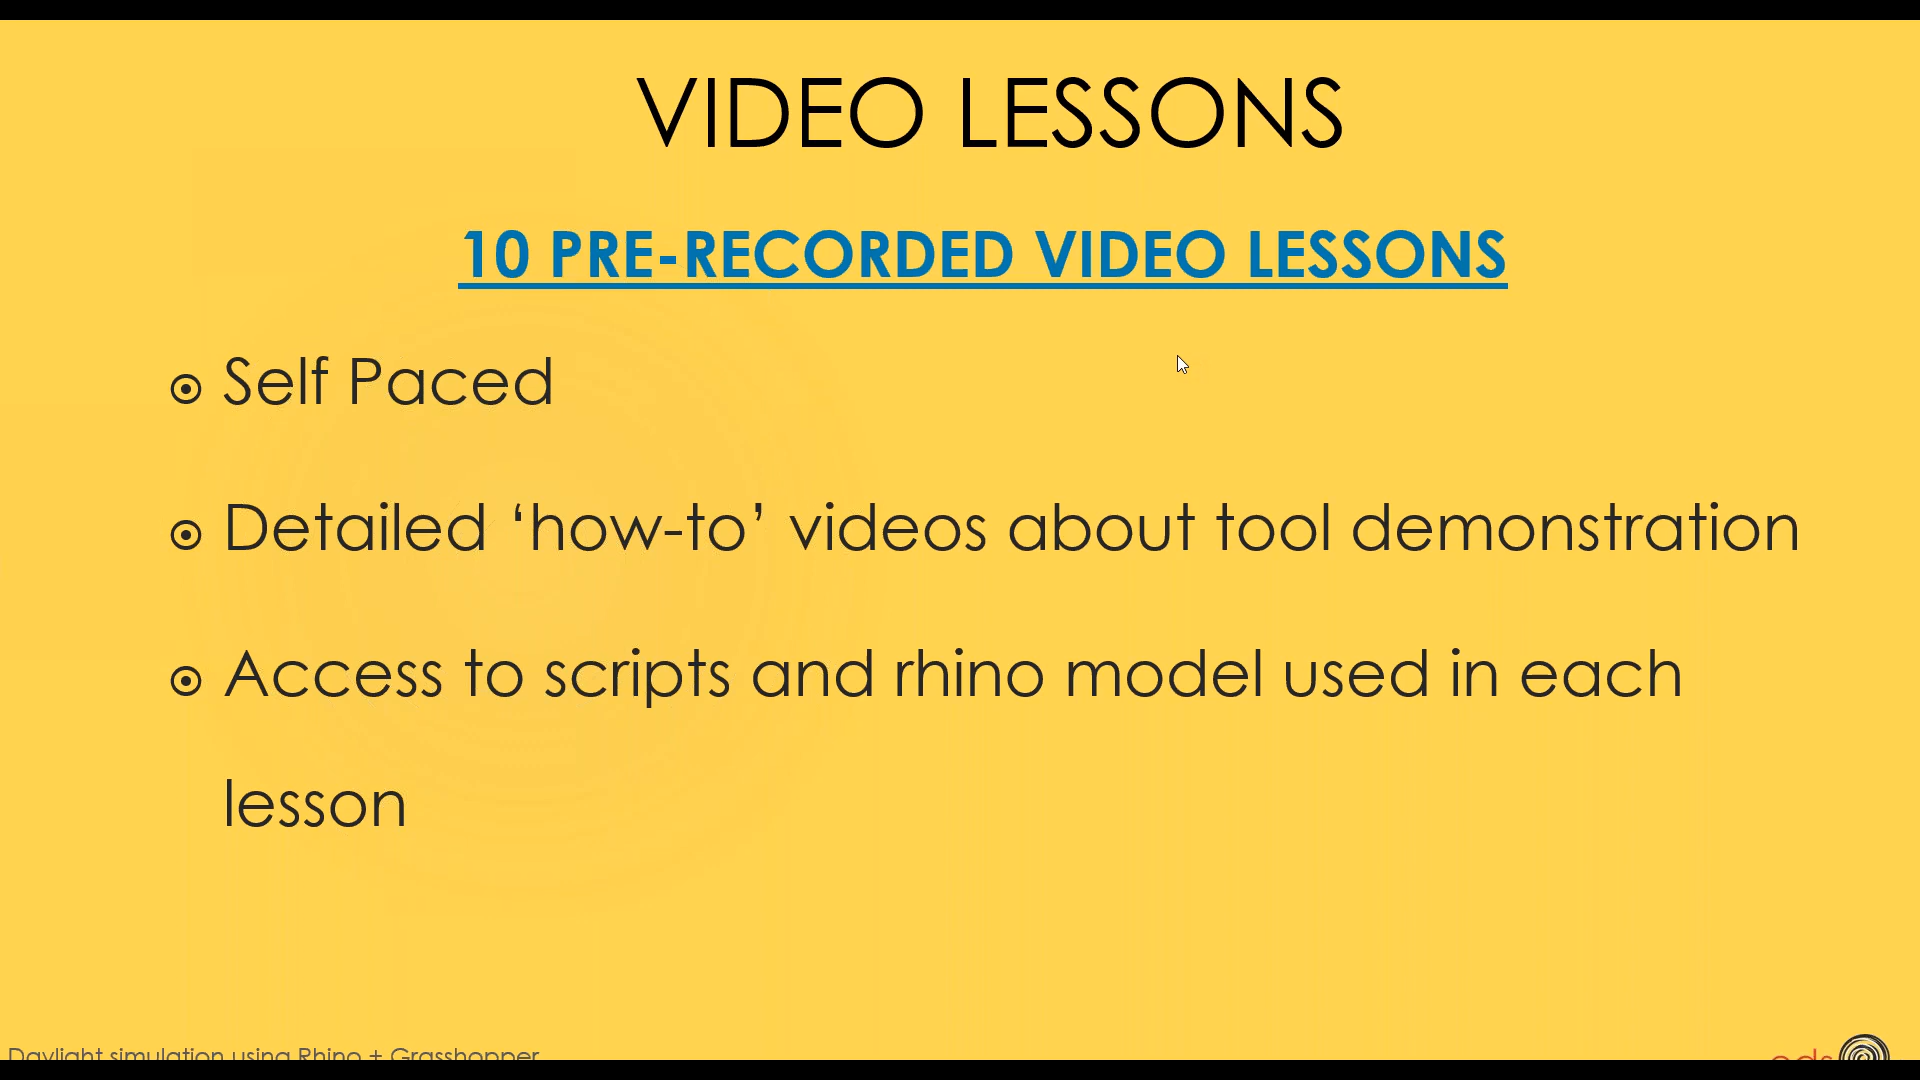 VIDEO LESSONS
10 PRE-RECORDED VIDEO LESSONS
Self Paced
Detailed ‘how-to’ videos about tool demonstration
Access to scripts and rhino model used in each
lesson
Daylight simulation using Rhino + Grasshopper
eds